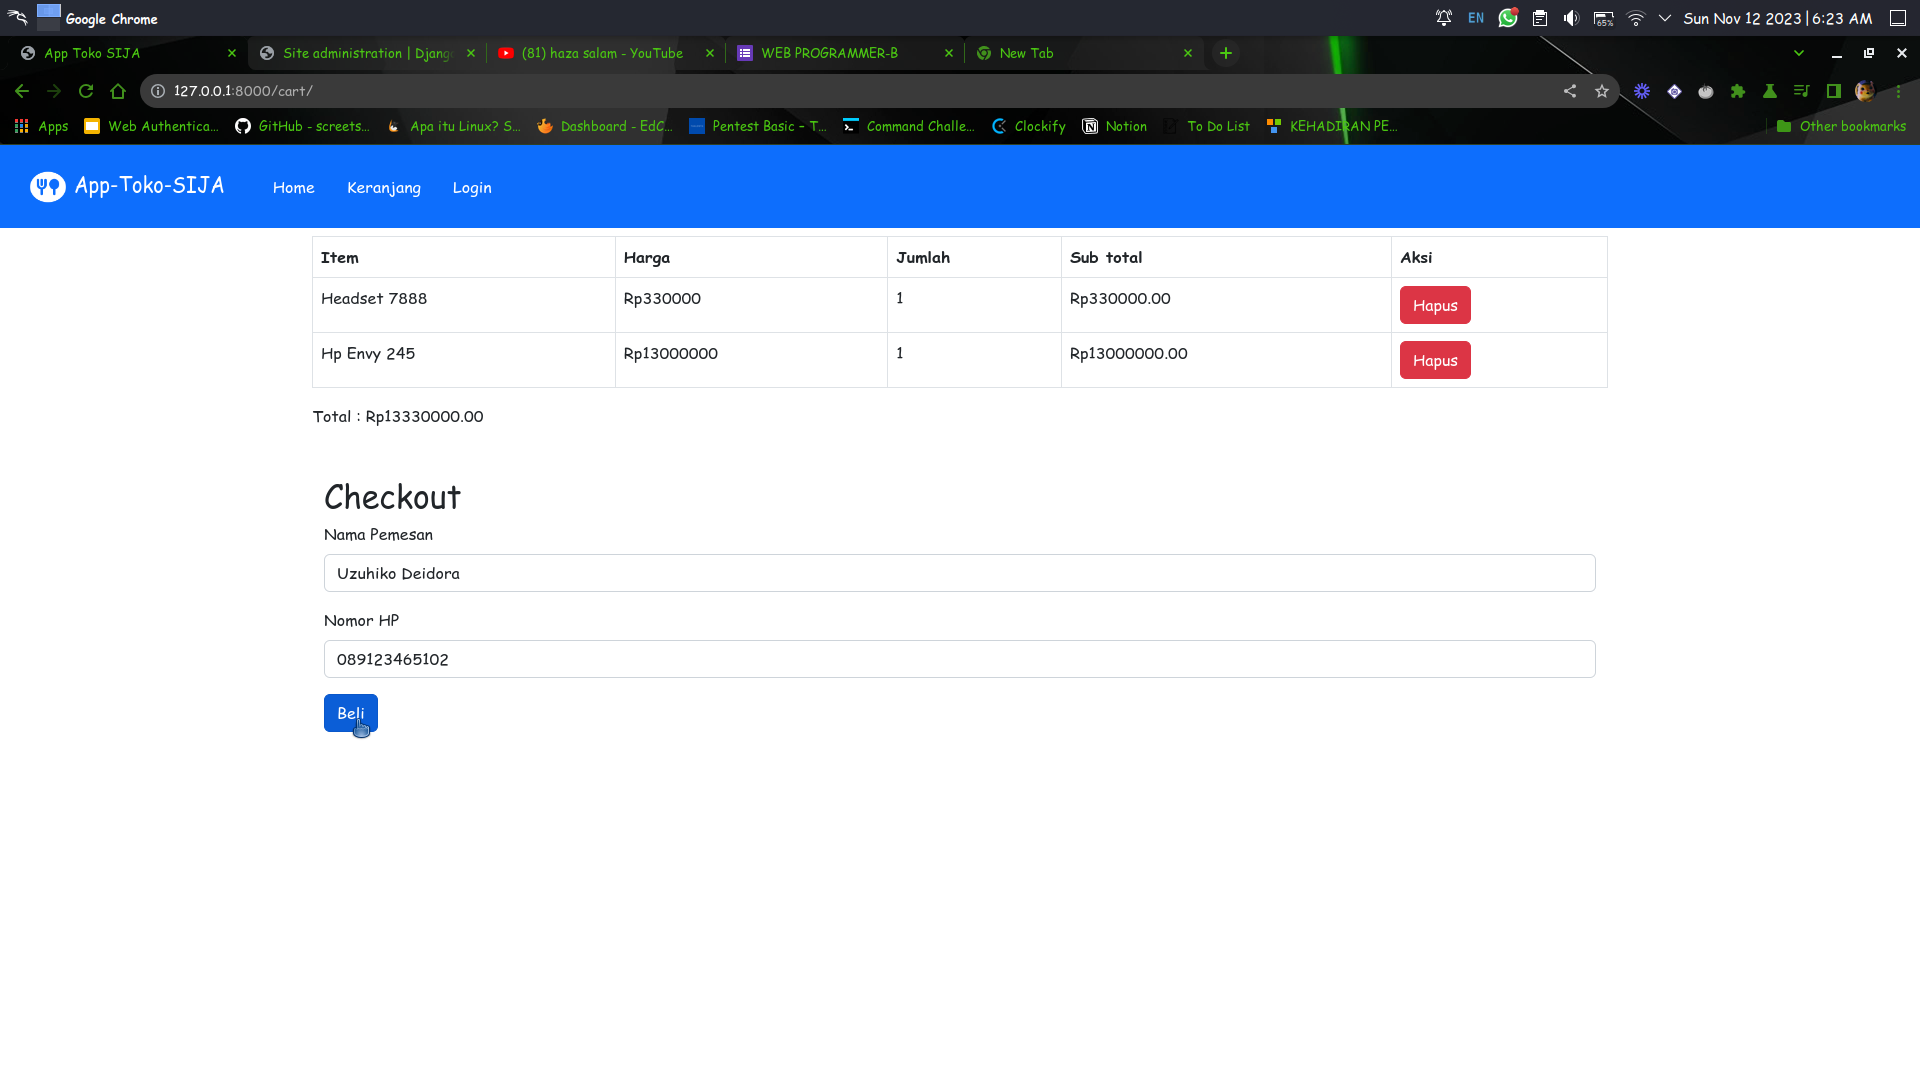 Google Chrome
EN
65%
Sun Nov 12 2023 | 6:23 AM
App Toko SIJA
Site administration | Djang
(81) haza salam - YouTube
WEB PROGRAMMER-B
New Tab
127.0.0.1:8000/cart/
Apps
Web Authentica...
GitHub - screets...
Apa itu Linux? S...
Dashboard - EdC...
Pentest Basic - T...
Command Challe...
Clockify
Notion
To Do List
KEHADIRAN PE...
Other bookmarks
App-Toko-SIJA
Home
Keranjang
Login
Item Harga Jumlah Sub total Aksi
Headset 7888 Rp330000 1 Rp330000.00 Hapus
Hp Envy 245 Rp13000000 1 Rp13000000.00 Hapus
Total : Rp13330000.00
Checkout
Nama Pemesan
Uzuhiko Deidora
Nomor HP
089123465102
Beli